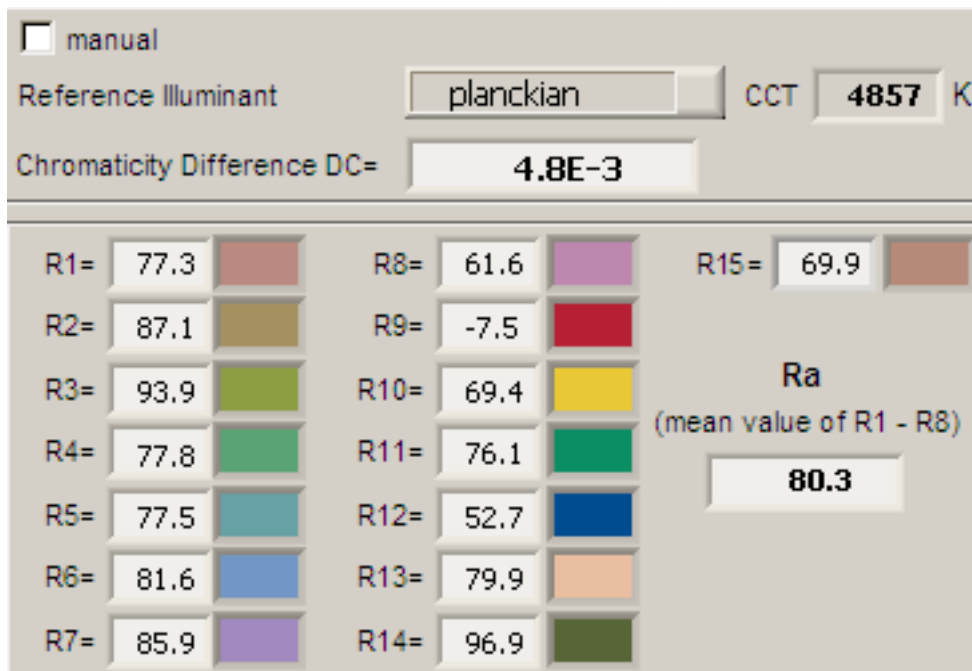 manual
Reference Illuminant planckian CCT 4857 K
Chromaticity Difference DC= 4.8E-3
R1= 77.3 R8= 61.6 R15= 69.9
R2= 87.1 R9= -7.5
R3= 93.9 R10= 69.4 Ra
(mean value of R1 - R8)
R4= 77.8 R11= 76.1
80.3
R5= 77.5 R12= 52.7
R6= 81.6 R13= 79.9
R7= 85.9 R14= 96.9